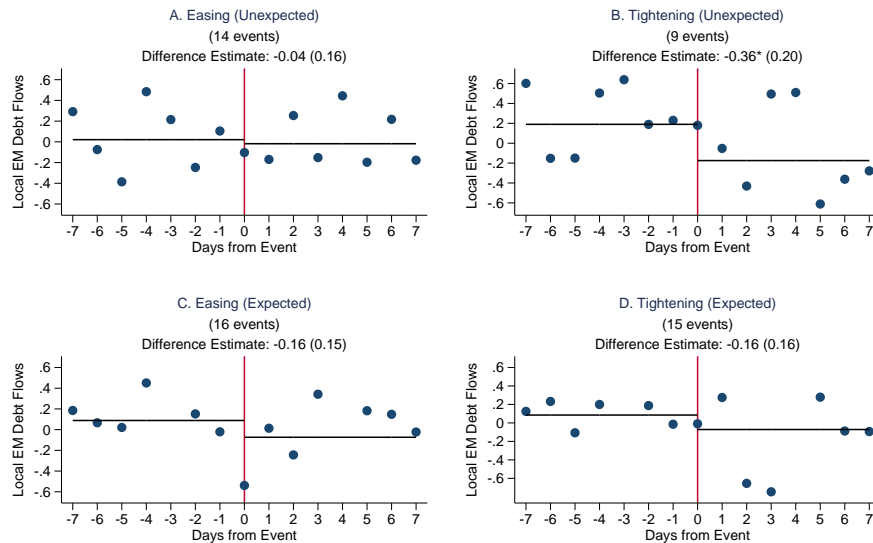 A. Easing (Unexpected)
(14 events)
Difference Estimate: -0.04 (0.16)
Local EM Debt Flows
.6
.4
.2
0
-.2
-.4
-.6
-7 -6 -5 -4 -3 -2 -1 0 1 2 3 4 5 6 7
Days from Event
B. Tightening (Unexpected)
(9 events)
Difference Estimate: -0.36* (0.20)
Local EM Debt Flows
.6
.4
.2
0
-.2
-.4
-.6
-7 -6 -5 -4 -3 -2 -1 0 1 2 3 4 5 6 7
Days from Event
C. Easing (Expected)
(16 events)
Difference Estimate: -0.16 (0.15)
Local EM Debt Flows
.6
.4
.2
0
-.2
-.4
-.6
-7 -6 -5 -4 -3 -2 -1 0 1 2 3 4 5 6 7
Days from Event
D. Tightening (Expected)
(15 events)
Difference Estimate: -0.16 (0.16)
Local EM Debt Flows
.6
.4
.2
0
-.2
-.4
-.6
-7 -6 -5 -4 -3 -2 -1 0 1 2 3 4 5 6 7
Days from Event